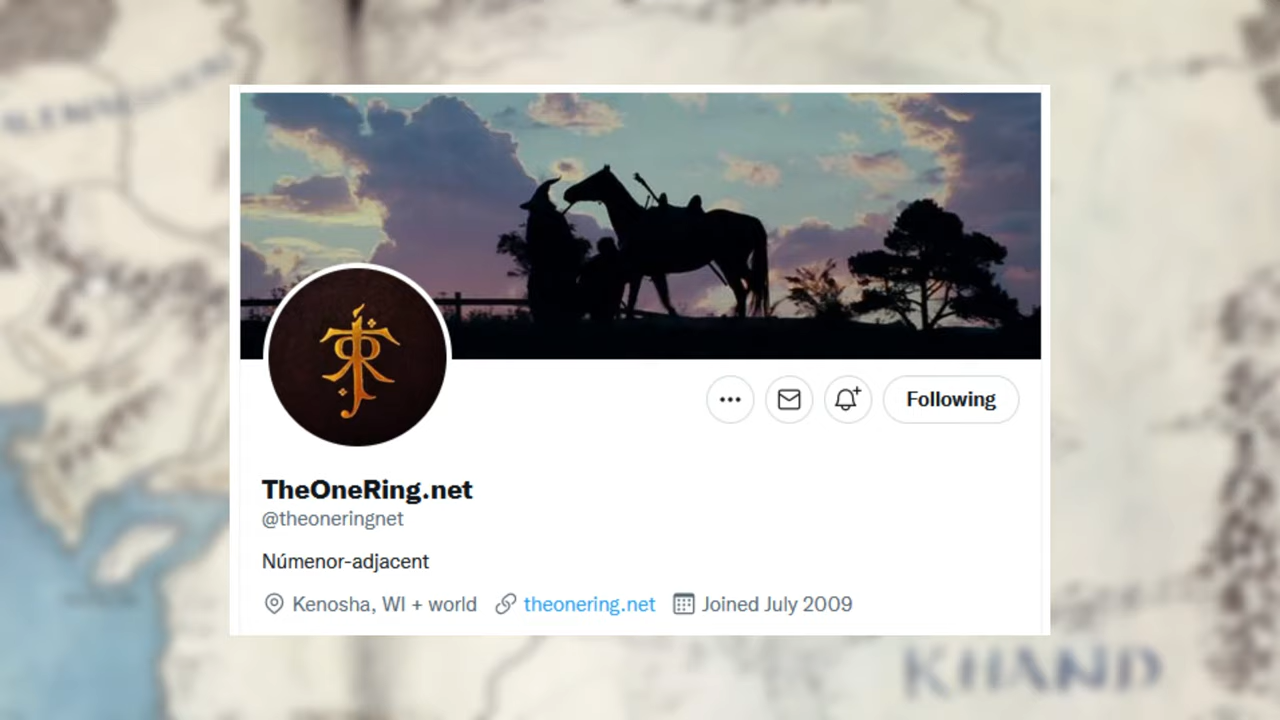 Following
TheOneRing.net
@theoneringnet
Númenor-adjacent
Kenosha, WI + world theonering.net Joined July 2009
KHAND